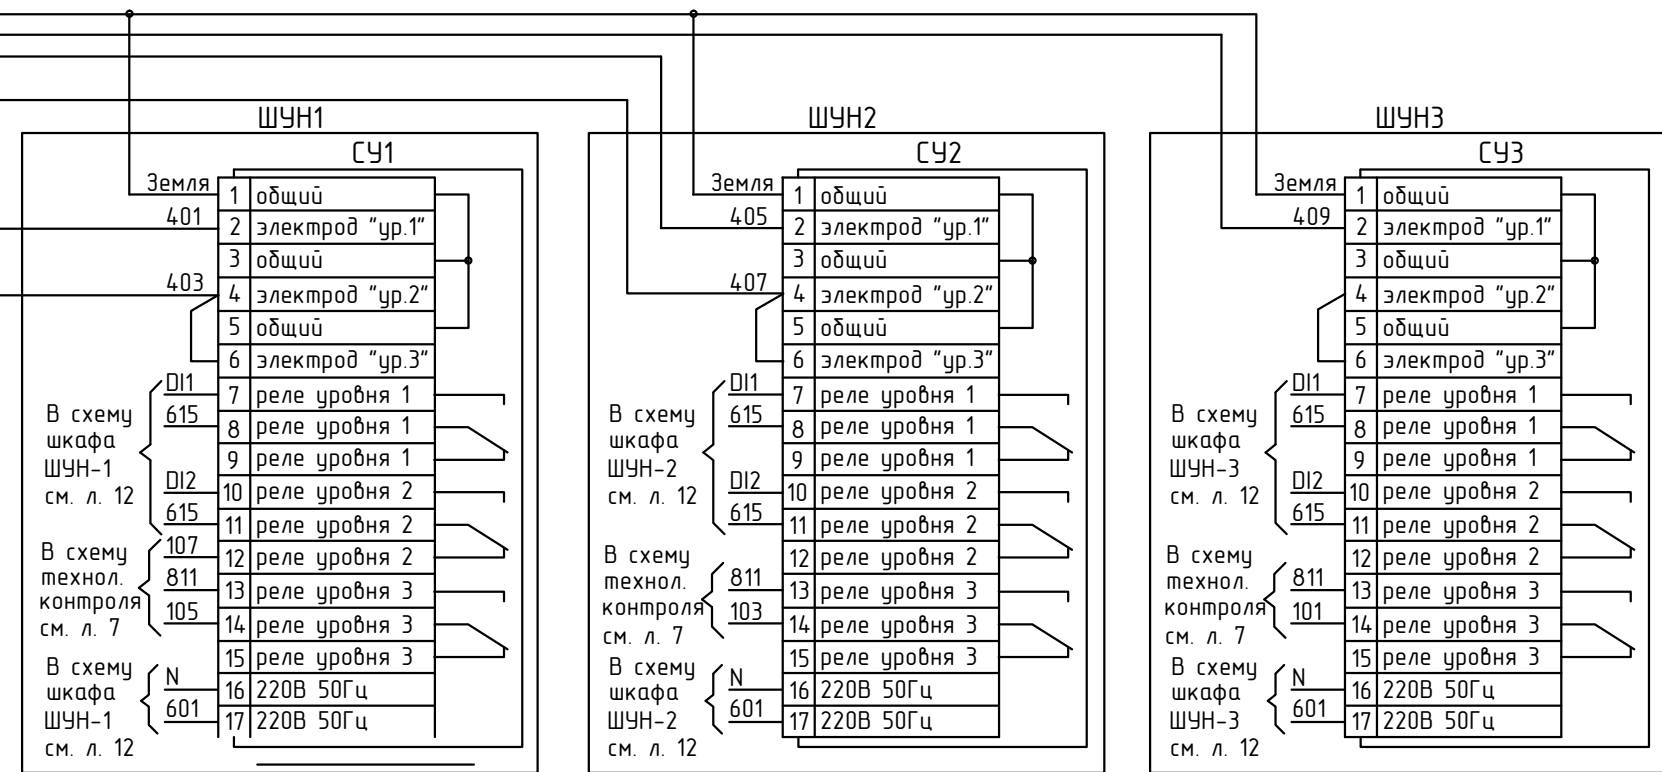 ШУН1
СУ1
Земля
401
403
1 общий
2 электрод "ур.1"
3 общий
4 электрод "ур.2"
5 общий
6 электрод "ур.3"
7 реле уровня 1
8 реле уровня 1
9 реле уровня 1
10 реле уровня 2
11 реле уровня 2
12 реле уровня 2
13 реле уровня 3
14 реле уровня 3
15 реле уровня 3
16 220В 50Гц
17 220В 50Гц
DI1
615
DI2
615
107
811
105
N
601
В схему
шкафа
ШУН-1
см. л. 12
В схему
технол.
контроля
см. л. 7
В схему
шкафа
ШУН-1
см. л. 12
ШУН2
СУ2
Земля
405
407
1 общий
2 электрод "ур.1"
3 общий
4 электрод "ур.2"
5 общий
6 электрод "ур.3"
7 реле уровня 1
8 реле уровня 1
9 реле уровня 1
10 реле уровня 2
11 реле уровня 2
12 реле уровня 2
13 реле уровня 3
14 реле уровня 3
15 реле уровня 3
16 220В 50Гц
17 220В 50Гц
DI1
615
DI2
615
811
103
N
601
В схему
шкафа
ШУН-2
см. л. 12
В схему
технол.
контроля
см. л. 7
В схему
шкафа
ШУН-2
см. л. 12
ШУН3
СУ3
Земля
409
1 общий
2 электрод "ур.1"
3 общий
4 электрод "ур.2"
5 общий
6 электрод "ур.3"
7 реле уровня 1
8 реле уровня 1
9 реле уровня 1
10 реле уровня 2
11 реле уровня 2
12 реле уровня 2
13 реле уровня 3
14 реле уровня 3
15 реле уровня 3
16 220В 50Гц
17 220В 50Гц
DI1
615
DI2
615
811
101
N
601
В схему
шкафа
ШУН-3
см. л. 12
В схему
технол.
контроля
см. л. 7
В схему
шкафа
ШУН-3
см. л. 12